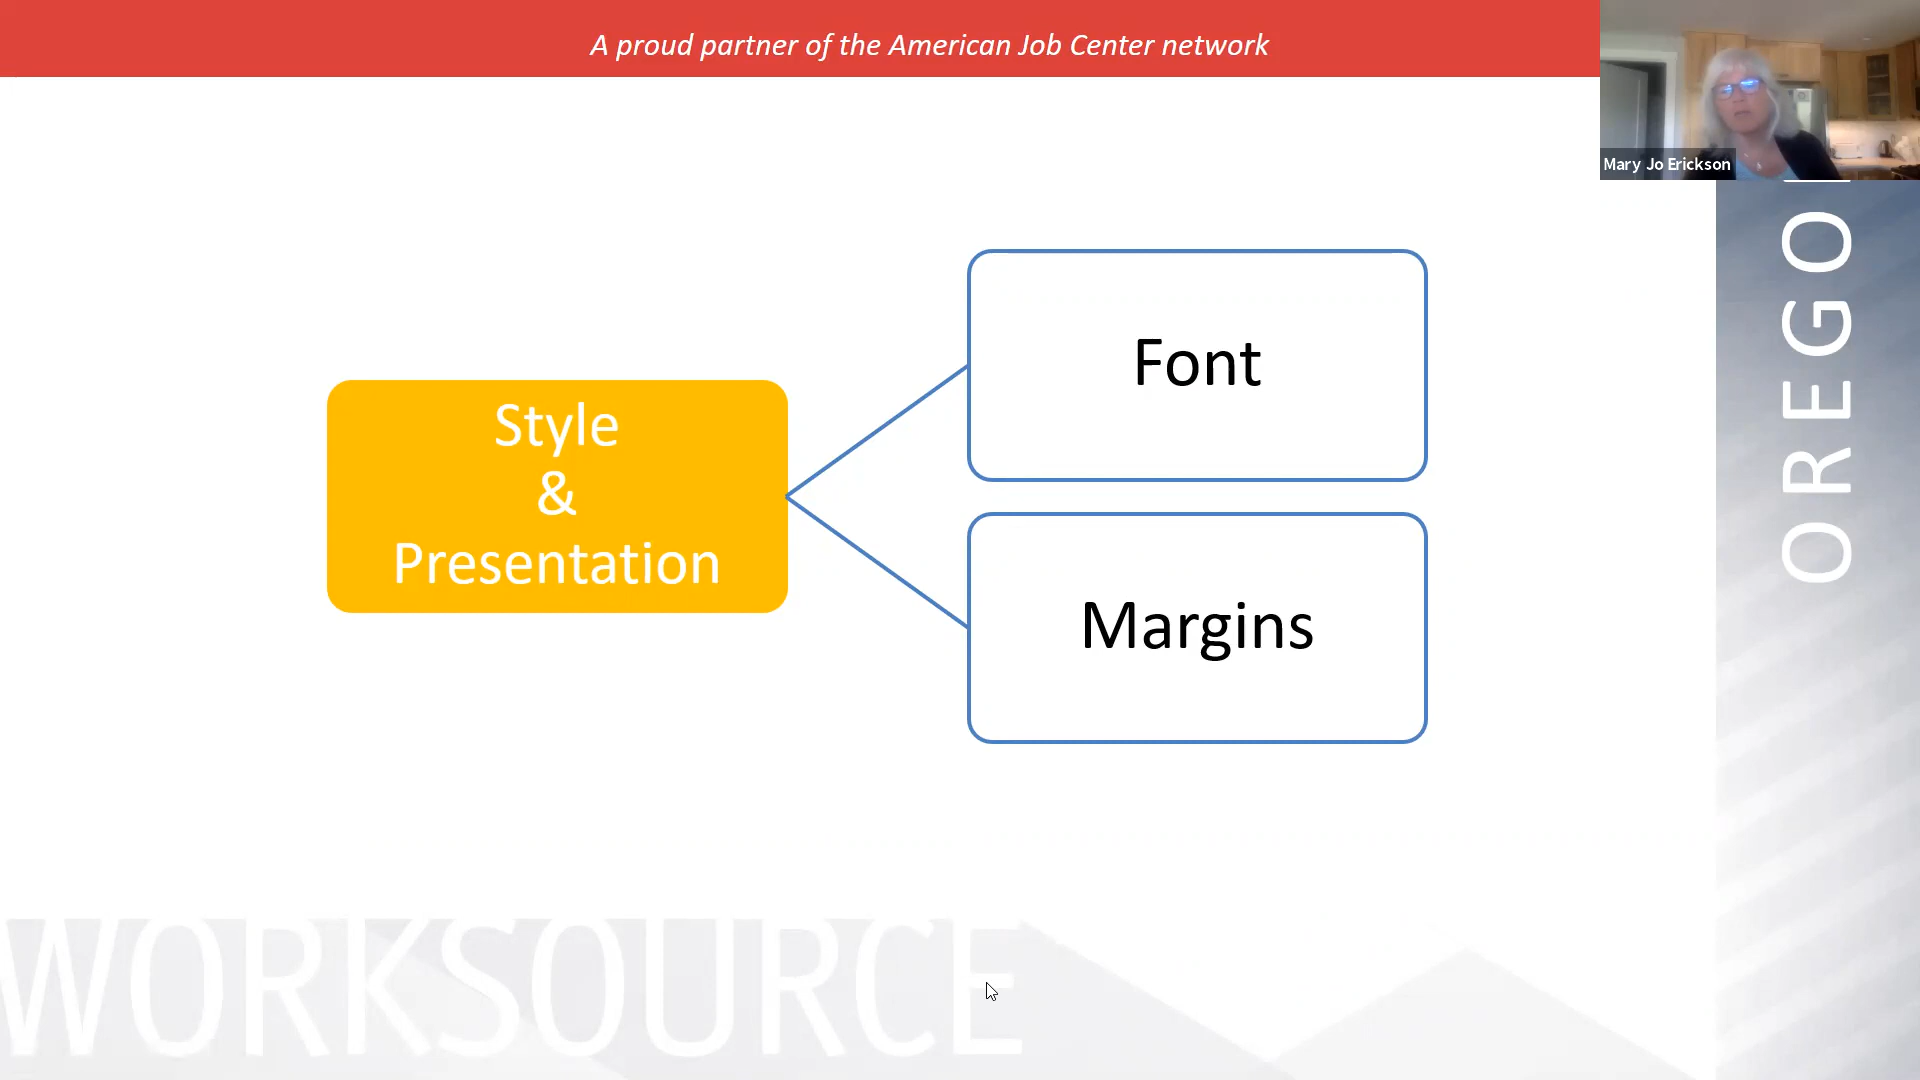 A proud partner of the American Job Center network
Mary Jo Erickson
Font
Style
&
Presentation
Margins
OREGO
WORKSOURCE